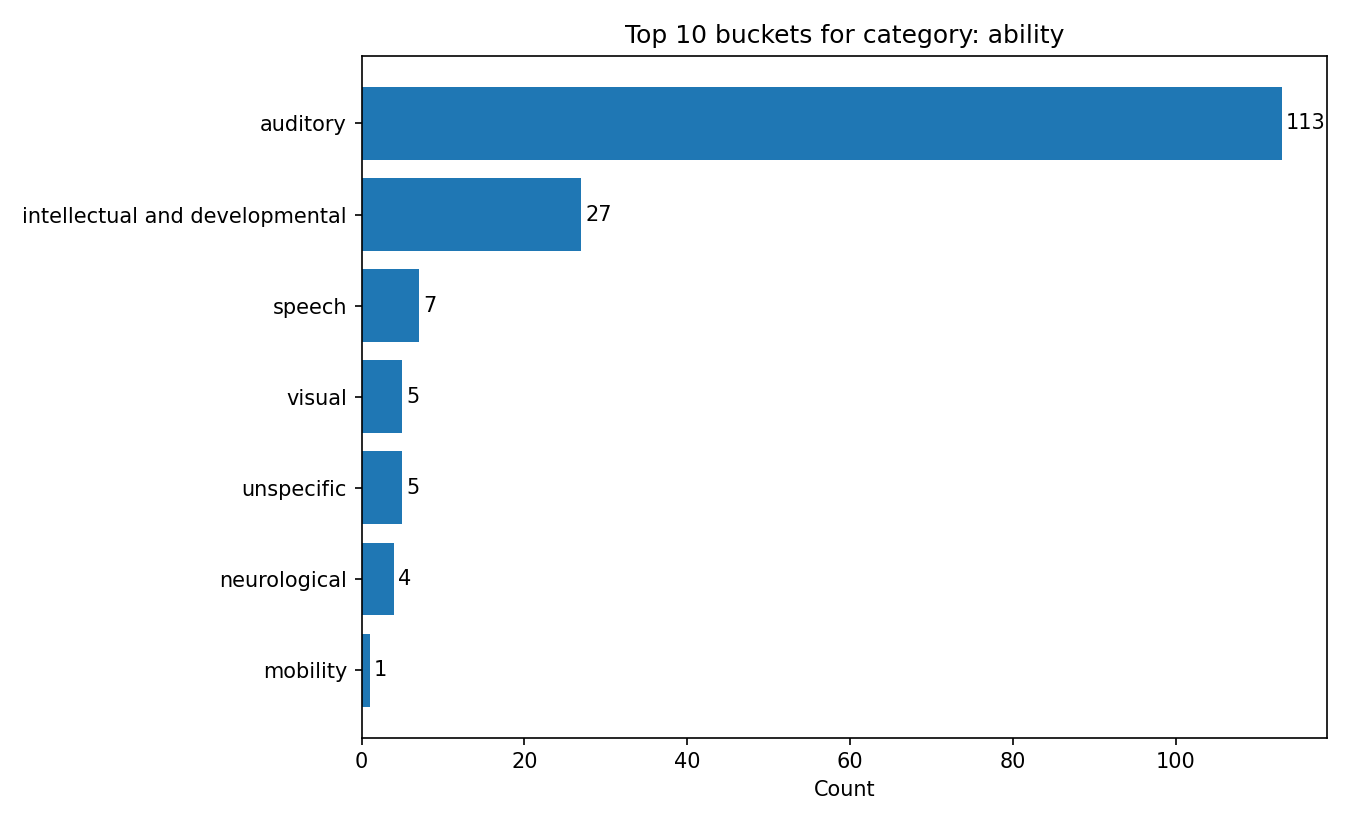 Top 10 buckets for category: ability
auditory 113
intellectual and developmental 27
speech 7
visual 5
unspecific 5
neurological 4
mobility 1
0 20 40 60 80 100
Count